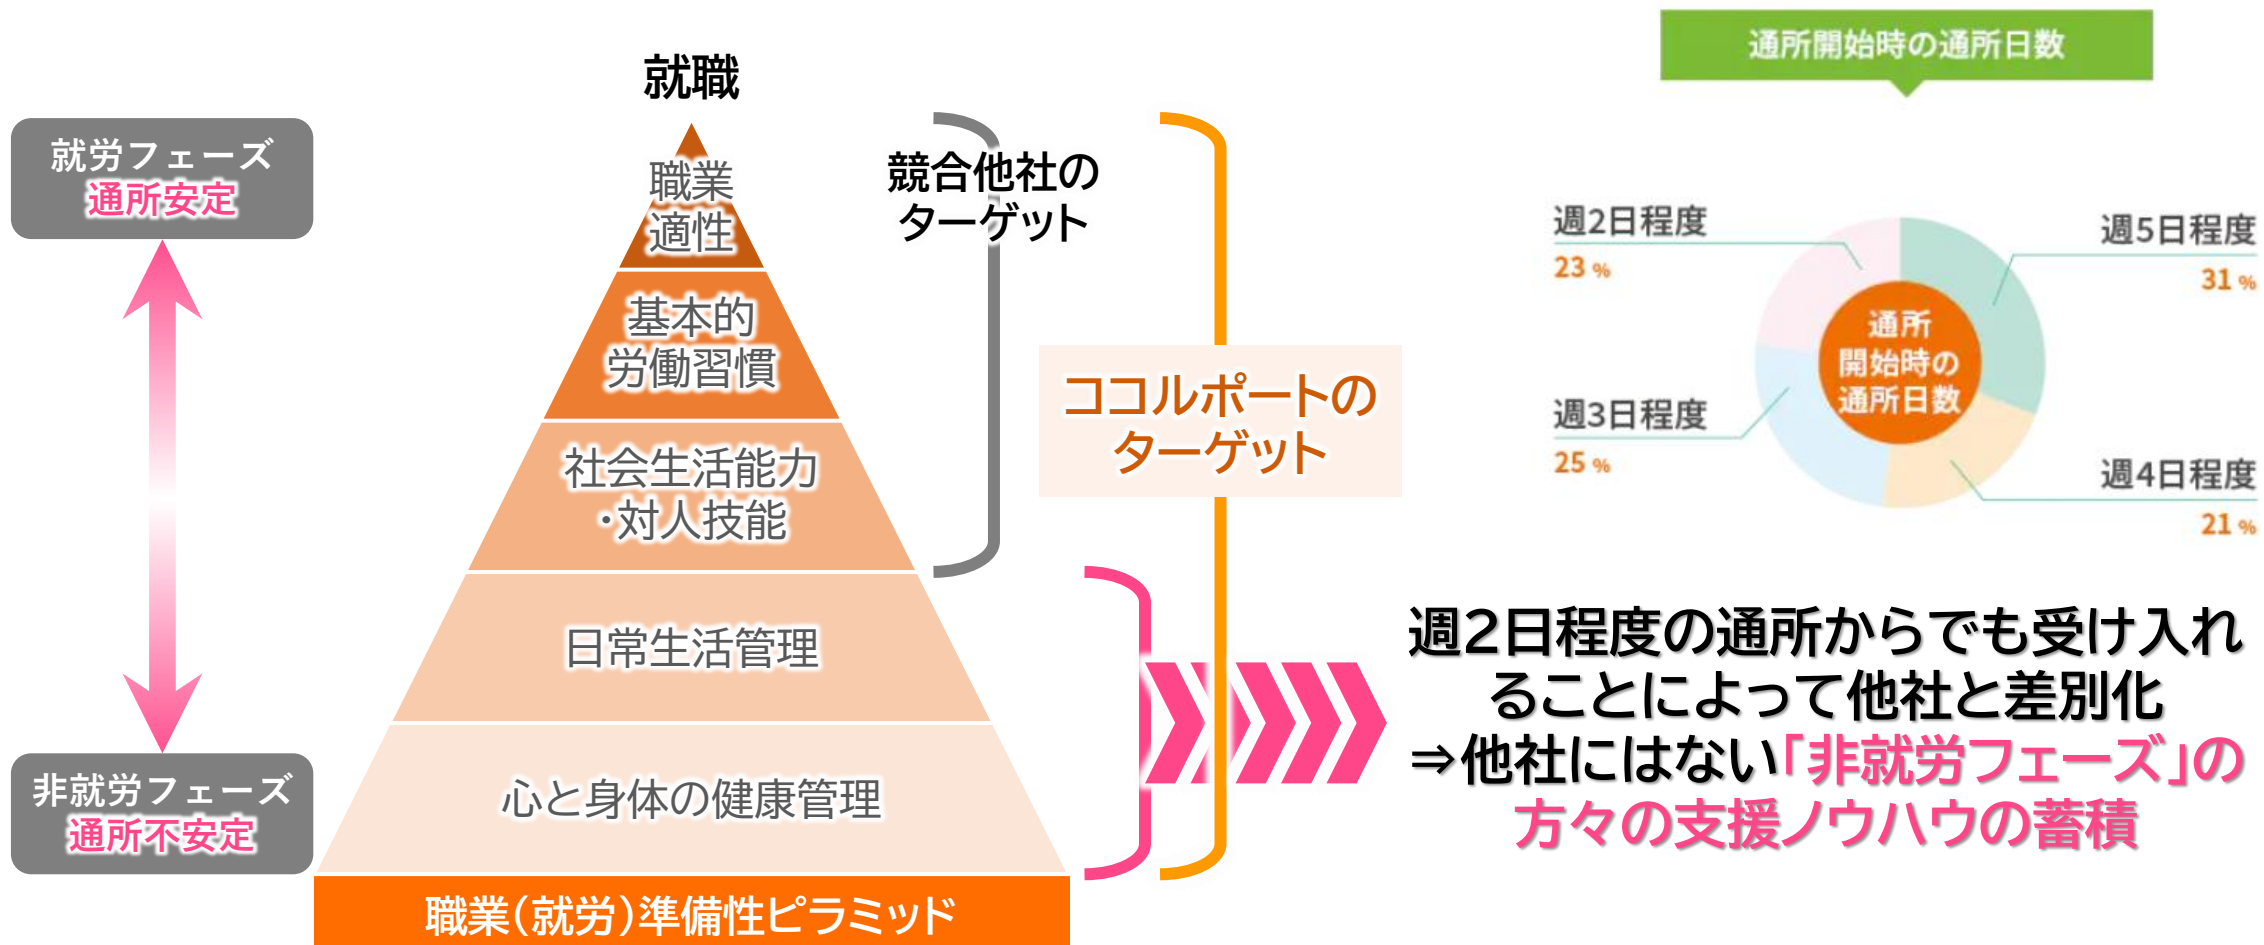 就職
就労フェーズ
通所安定
非就労フェーズ
通所不安定
職業
適性
基本的
労働習慣
社会生活能力
・対人技能
日常生活管理
心と身体の健康管理
職業（就労）準備性ピラミッド
競合他社の
ターゲット
ココルポートの
ターゲット
通所開始時の通所日数
週2日程度
23 %
週5日程度
31 %
週3日程度
25 %
週4日程度
21 %
通所
開始時の
通所日数
週２日程度の通所からでも受け入れ
ることによって他社と差別化
⇒他社にはない「非就労フェーズ」の
方々の支援ノウハウの蓄積